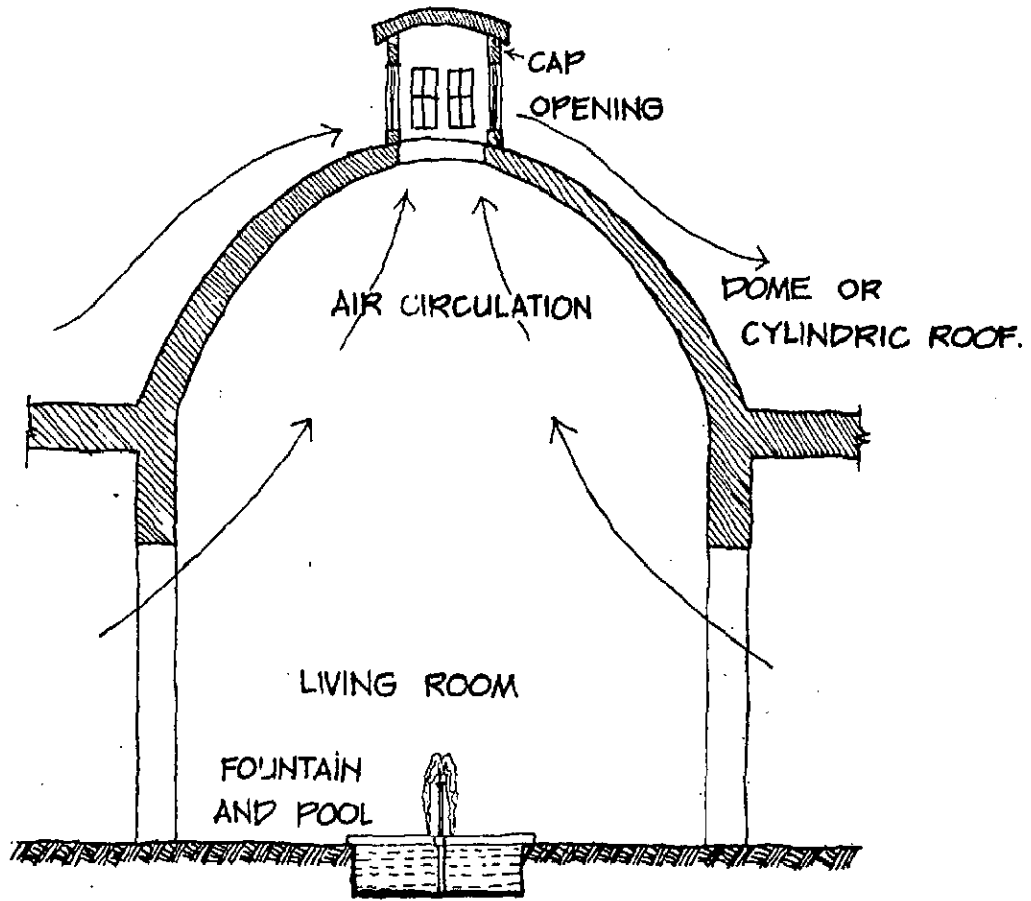 CAP
OPENING
AIR CIRCULATION
DOME OR
CYLINDRIC ROOF.
LIVING ROOM
FOUNTAIN
AND POOL